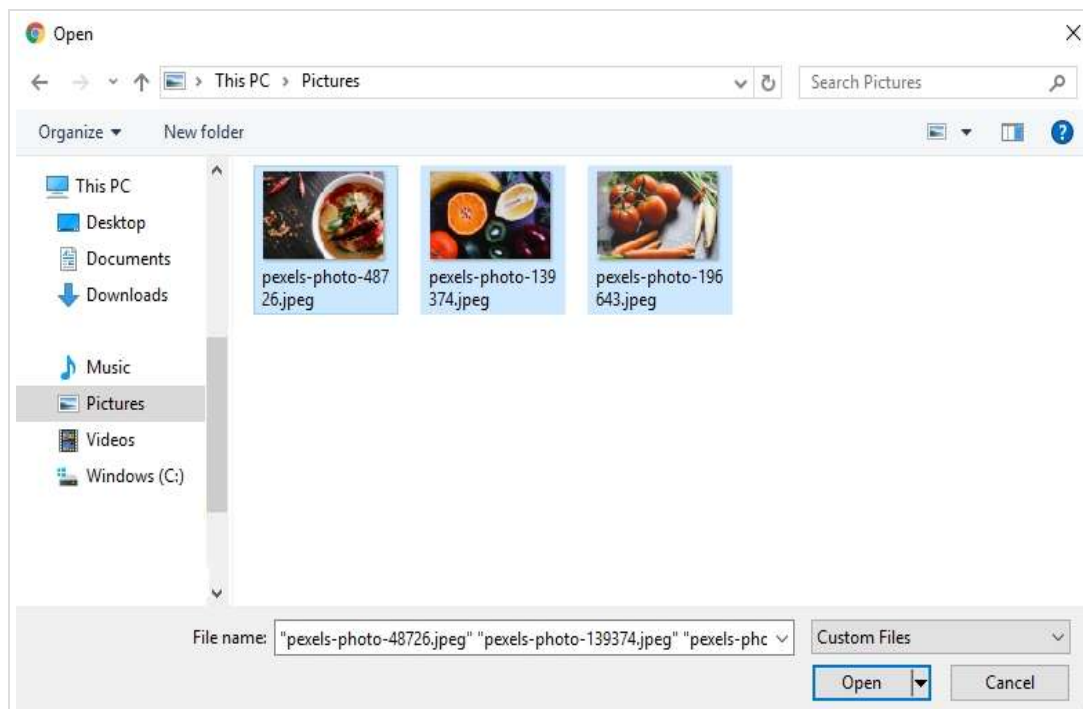 Open
This PC > Pictures
Search Pictures
Organize
New folder
This PC
Desktop
Documents
Downloads
Music
Pictures
Videos
Windows (C:)
pexels-photo-487
26.jpeg
pexels-photo-139
374.jpeg
pexels-photo-196
643.jpeg
File name:
"pexels-photo-48726.jpeg" "pexels-photo-139374.jpeg" "pexels-phc
Custom Files
Open
Cancel